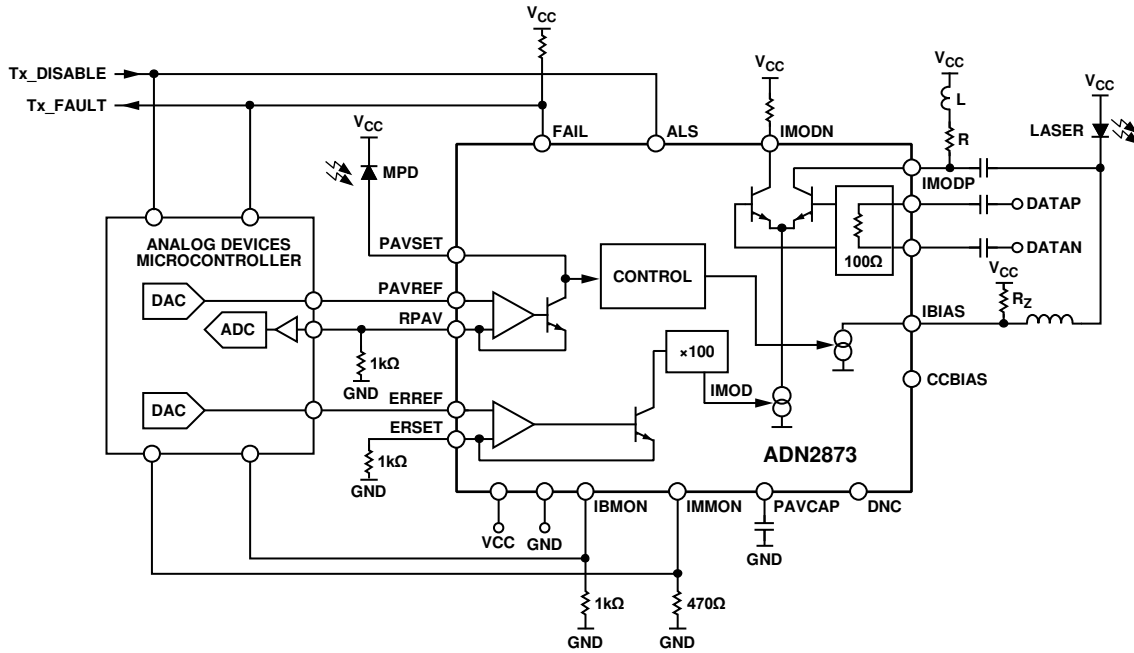 VCC
Tx_DISABLE
Tx_FAULT
VCC
VCC
VCC
L
R
LASER
VCC
MPD
FAIL
ALS
IMODN
IMODP
ANALOG DEVICES
MICROCONTROLLER
DAC
ADC
DAC
PAVSET
PAVREF
RPAV
1kΩ
GND
ERREF
ERSET
1kΩ
GND
CONTROL
×100
IMOD
100Ω
DATAP
DATAN
VCC
RZ
IBIAS
CCBIAS
ADN2873
VCC
GND
IBMON
IMMON
PAVCAP
DNC
GND
1kΩ
GND
470Ω
GND